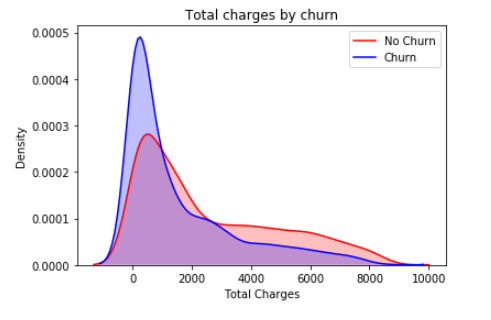 Total charges by churn
No Churn
Churn
0.0005
0.0004
0.0003
0.0002
0.0001
0.0000
Density
0 2000 4000 6000 8000 10000
Total Charges